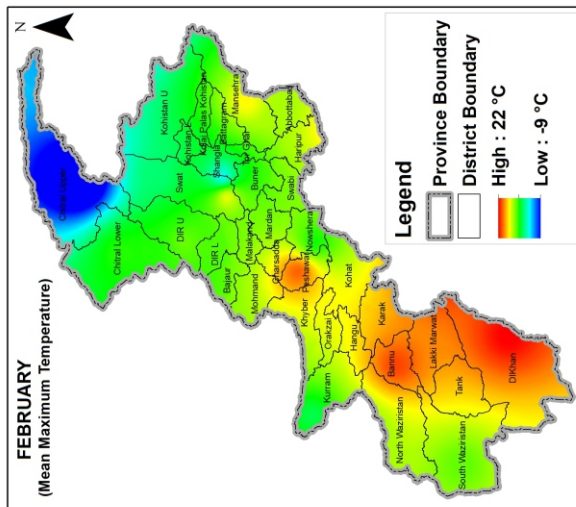 FEBRUARY
(Mean Maximum Temperature)
N
Chitral Upper
Chitral Lower
Kohistan U
Swat
DIR U
Kohistan L
Kolai Palas Kohistan
Battagram
Mansehra
Shangla
Tor Ghar
DIR L
Bajaur
Buner
Malakand
Mohmand
Mardan
Swabi
Abbottabad
Haripur
Charsadda
Peshawar
Nowshera
Khyber
Kohat
Orakzai
Hangu
Kurram
Karak
Bannu
North Waziristan
Lakki Marwat
Tank
South Waziristan
DIKhan
Legend
Province Boundary
District Boundary
High : 22 °C
Low : -9 °C